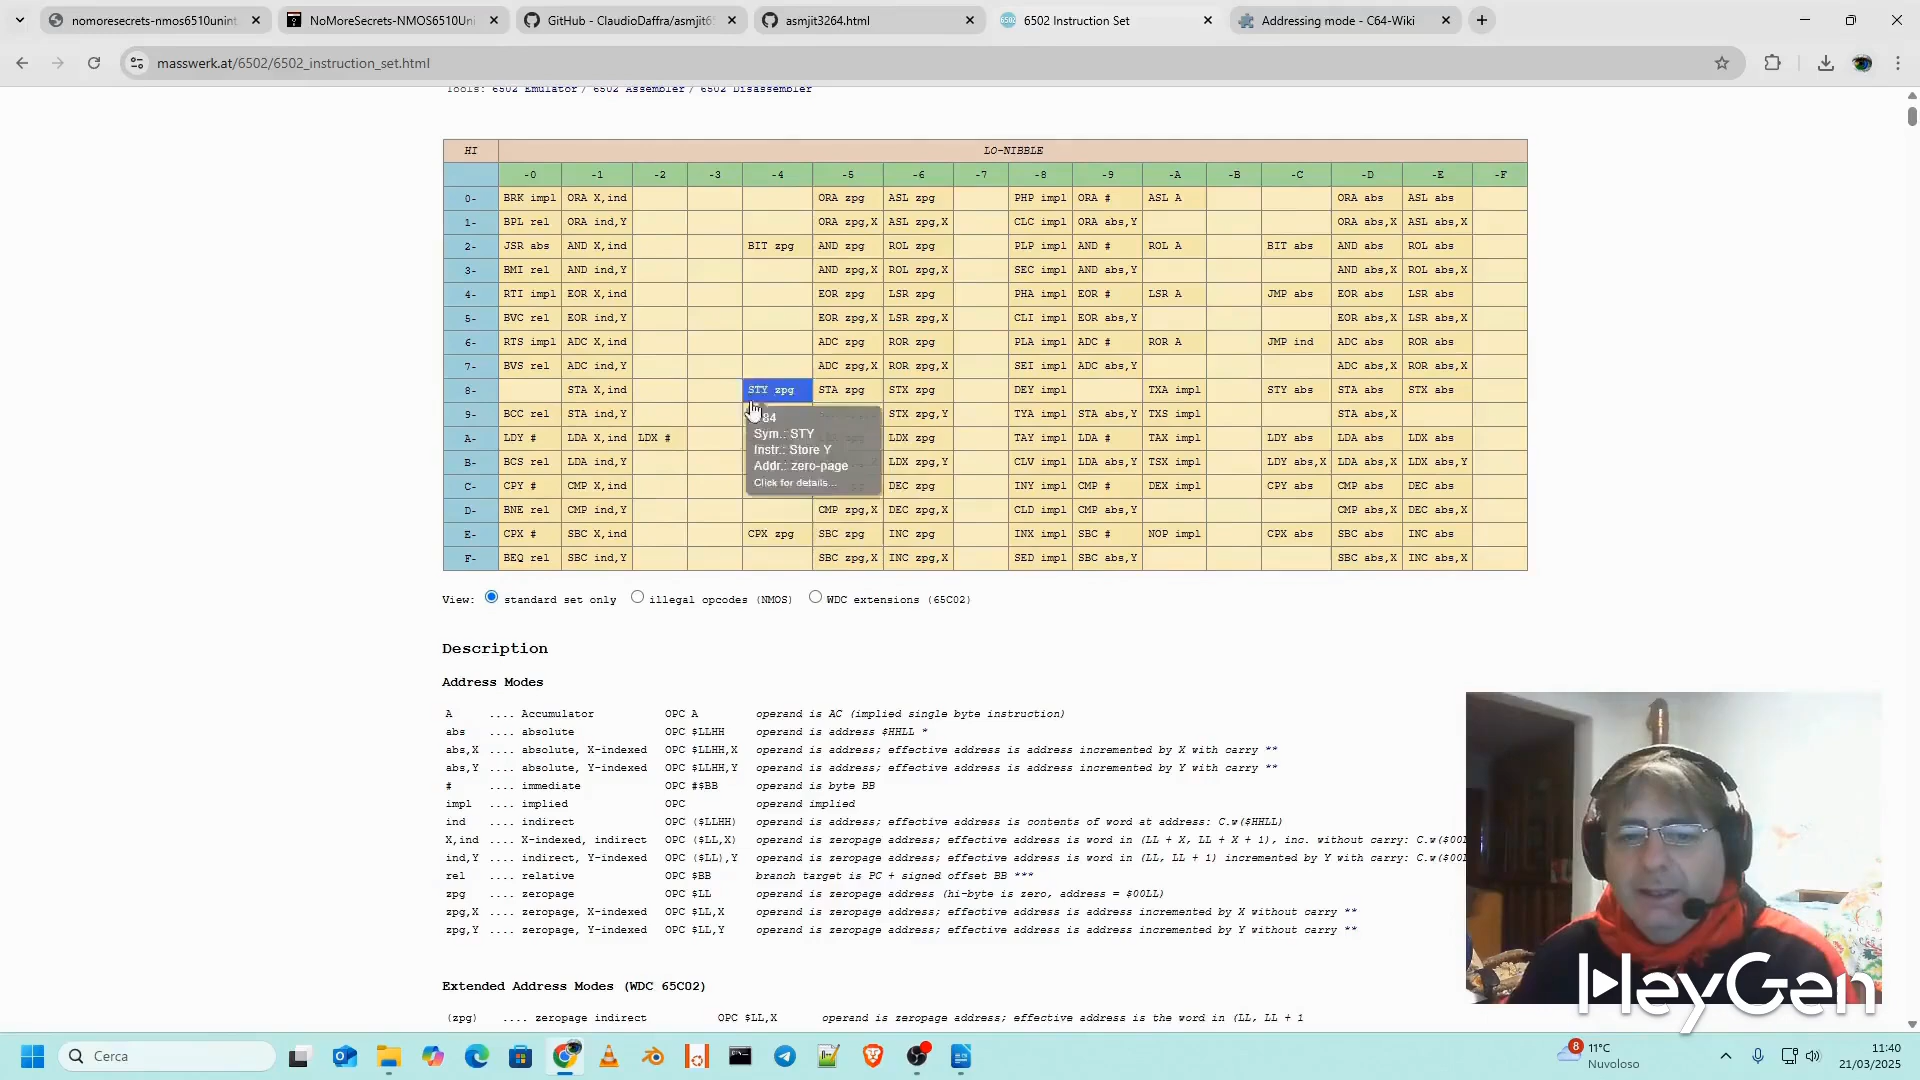 nomoresecrets-nmos6510unint
NoMoreSecrets-NMOS6510Uni
GitHub - ClaudioDaffra/asmjit65
asmjit3264.html
6502 Instruction Set
Addressing mode - C64-Wiki
masswerk.at/6502/6502_instruction_set.html
Tools: 6502 Emulator / 6502 Assembler / 6502 Disassembler
HI LO-NIBBLE
-0 -1 -2 -3 -4 -5 -6 -7 -8 -9 -A -B -C -D -E -F
0- BRK impl ORA X,ind ORA zpg ASL zpg PHP impl ORA # ASL A ORA abs ASL abs
1- BPL rel ORA ind,Y ORA zpg,X ASL zpg,X CLC impl ORA abs,Y ORA abs,X ASL abs,X
2- JSR abs AND X,ind BIT zpg AND zpg ROL zpg PLP impl AND # ROL A BIT abs AND abs ROL abs
3- BMI rel AND ind,Y AND zpg,X ROL zpg,X SEC impl AND abs,Y AND abs,X ROL abs,X
4- RTI impl EOR X,ind EOR zpg LSR zpg PHA impl EOR # LSR A JMP abs EOR abs LSR abs
5- BVC rel EOR ind,Y EOR zpg,X LSR zpg,X CLI impl EOR abs,Y EOR abs,X LSR abs,X
6- RTS impl ADC X,ind ADC zpg ROR zpg PLA impl ADC # ROR A JMP ind ADC abs ROR abs
7- BVS rel ADC ind,Y ADC zpg,X ROR zpg,X SEI impl ADC abs,Y ADC abs,X ROR abs,X
8- STA X,ind STY zpg STA zpg STX zpg DEY impl TXA impl STY abs STA abs STX abs
9- BCC rel STA ind,Y STX zpg,Y TYA impl STA abs,Y TXS impl STA abs,X
A- LDY # LDA X,ind LDX # LDX zpg TAY impl LDA # TAX impl LDY abs LDA abs LDX abs
B- BCS rel LDA ind,Y LDX zpg,Y CLV impl LDA abs,Y TSX impl LDY abs,X LDA abs,X LDX abs,Y
C- CPY # CMP X,ind DEC zpg INY impl CMP # DEX impl CPY abs CMP abs DEC abs
D- BNE rel CMP ind,Y CMP zpg,X DEC zpg,X CLD impl CMP abs,Y CMP abs,X DEC abs,X
E- CPX # SBC X,ind CPX zpg SBC zpg INC zpg INX impl SBC # NOP impl CPX abs SBC abs INC abs
F- BEQ rel SBC ind,Y SBC zpg,X INC zpg,X SED impl SBC abs,Y SBC abs,X INC abs,X
84
Sym.: STY
Instr.: Store Y
Addr.: zero-page
Click for details...
View: standard set only illegal opcodes (NMOS) WDC extensions (65C02)
Description
Address Modes
A .... Accumulator OPC A operand is AC (implied single byte instruction)
abs .... absolute OPC $LLHH operand is address $HHLL *
abs,X .... absolute, X-indexed OPC $LLHH,X operand is address; effective address is address incremented by X with carry **
abs,Y .... absolute, Y-indexed OPC $LLHH,Y operand is address; effective address is address incremented by Y with carry **
# .... immediate OPC #$BB operand is byte BB
impl .... implied OPC operand implied
ind .... indirect OPC ($LLHH) operand is address; effective address is contents of word at address: C.w($HHLL)
X,ind .... X-indexed, indirect OPC ($LL,X) operand is zeropage address; effective address is word in (LL + X, LL + X + 1), inc. without carry: C.w($00L
ind,Y .... indirect, Y-indexed OPC ($LL),Y operand is zeropage address; effective address is word in (LL, LL + 1) incremented by Y with carry: C.w($00L
rel .... relative OPC $BB branch target is PC + signed offset BB ***
zpg .... zeropage OPC $LL operand is zeropage address (hi-byte is zero, address = $00LL)
zpg,X .... zeropage, X-indexed OPC $LL,X operand is zeropage address; effective address is address incremented by X without carry **
zpg,Y .... zeropage, Y-indexed OPC $LL,Y operand is zeropage address; effective address is address incremented by Y without carry **
Extended Address Modes (WDC 65C02)
(zpg) .... zeropage indirect OPC $LL,X operand is zeropage address; effective address is the word in (LL, LL + 1
HeyGen
Cerca
8
11°C
Nuvoloso
11:40
21/03/2025